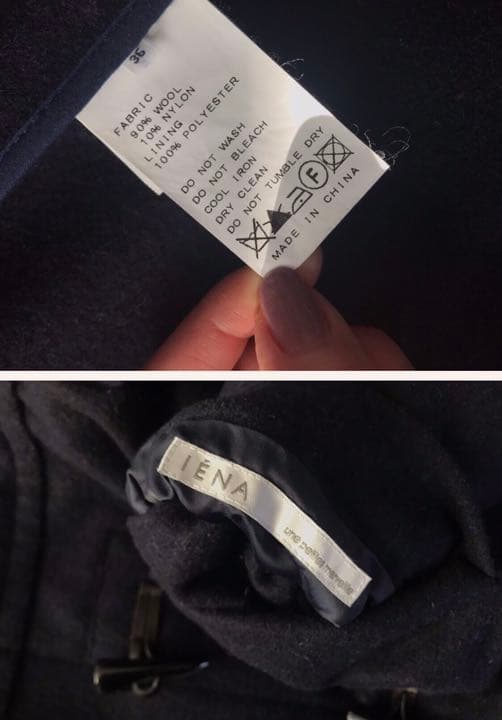 36
FABRIC
90% WOOL
10% NYLON
LINING
100% POLYESTER
DO NOT WASH
DO NOT BLEACH
COOL IRON
DRY CLEAN
DO NOT TUMBLE DRY
F
MADE IN CHINA
IÉNA
une petite